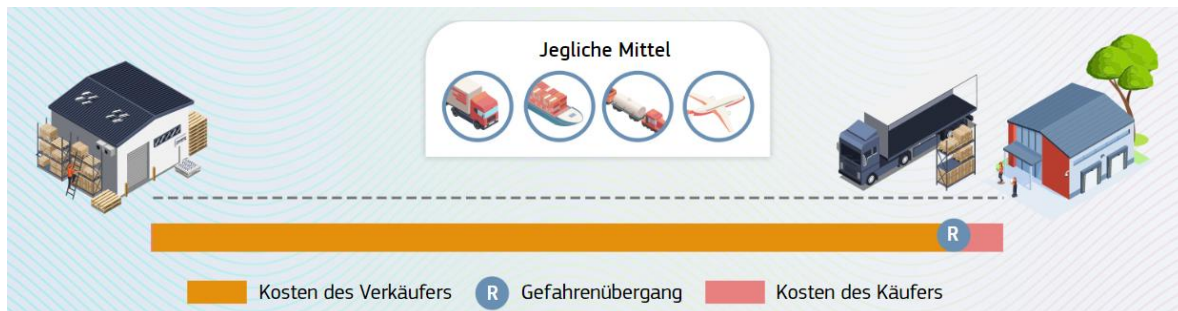 Jegliche Mittel
R
Kosten des Verkäufers
R Gefahrenübergang
Kosten des Käufers